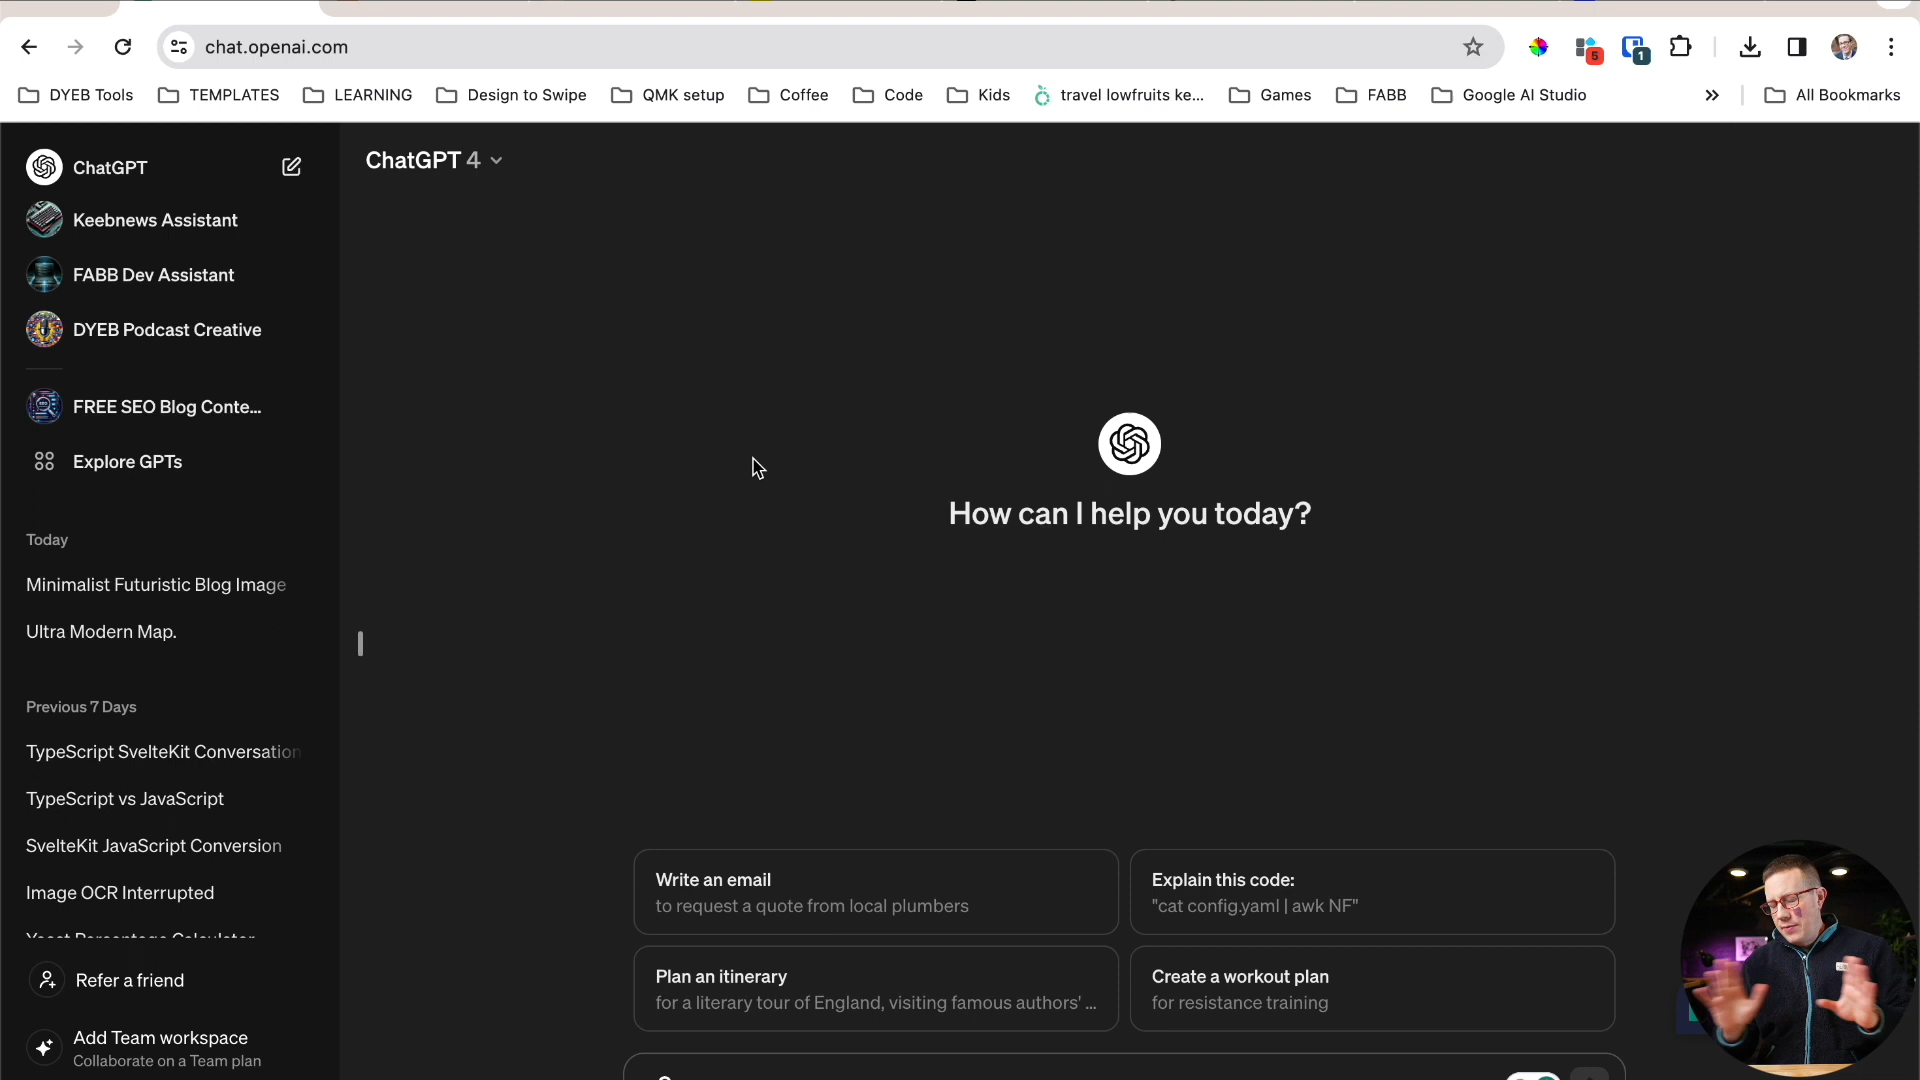 chat.openai.com
5
1
DYEB Tools
TEMPLATES
LEARNING
Design to Swipe
QMK setup
Coffee
Code
Kids
travel lowfruits ke...
Games
FABB
Google AI Studio
All Bookmarks
ChatGPT
ChatGPT 4
Keebnews Assistant
FABB Dev Assistant
DYEB Podcast Creative
FREE SEO Blog Conte...
Explore GPTs
How can I help you today?
Today
Minimalist Futuristic Blog Image
Ultra Modern Map.
Previous 7 Days
TypeScript SvelteKit Conversation
TypeScript vs JavaScript
SvelteKit JavaScript Conversion
Image OCR Interrupted
Refer a friend
Add Team workspace
Collaborate on a Team plan
Write an email
to request a quote from local plumbers
Explain this code:
"cat config.yaml | awk NF"
Plan an itinerary
for a literary tour of England, visiting famous authors' ...
Create a workout plan
for resistance training